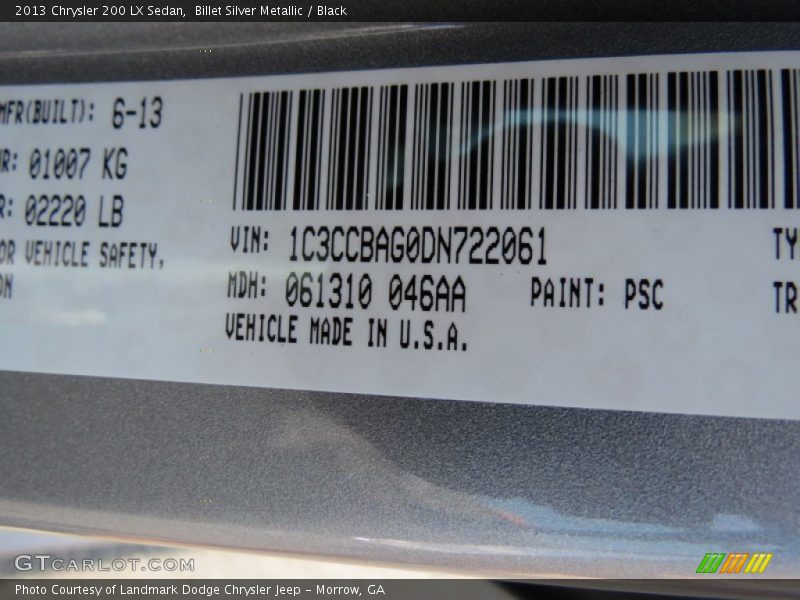 2013 Chrysler 200 LX Sedan, Billet Silver Metallic / Black
MFR(BUILT): 6-13
R: 01007 KG
R: 02220 LB
OR VEHICLE SAFETY,
ON
VIN: 1C3CCBAG0DN722061
TY
MDH: 061310 046AA
PAINT: PSC
TR
VEHICLE MADE IN U.S.A.
GTCARLOT.COM
Photo Courtesy of Landmark Dodge Chrysler Jeep – Morrow, GA